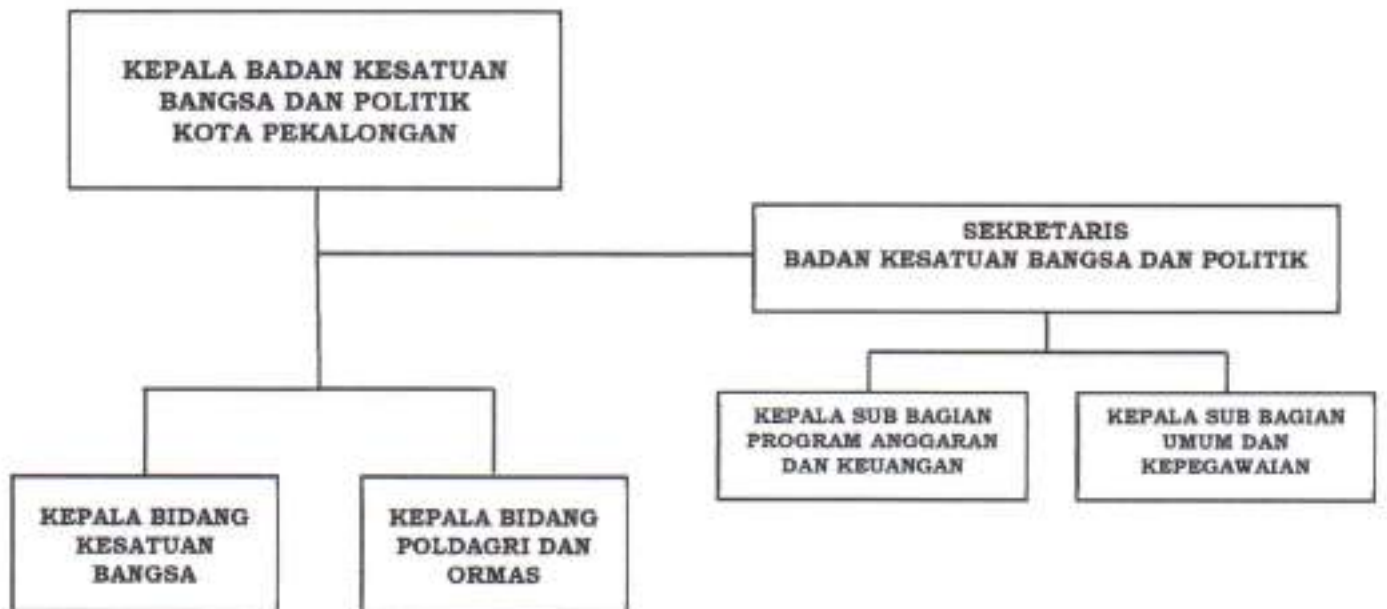 KEPALA BADAN KESATUAN
BANGSA DAN POLITIK
KOTA PEKALONGAN
SEKRETARIS
BADAN KESATUAN BANGSA DAN POLITIK
KEPALA SUB BAGIAN
PROGRAM ANGGARAN
DAN KEUANGAN
KEPALA SUB BAGIAN
UMUM DAN
KEPEGAWAIAN
KEPALA BIDANG
KESATUAN
BANGSA
KEPALA BIDANG
POLDAGRI DAN
ORMAS